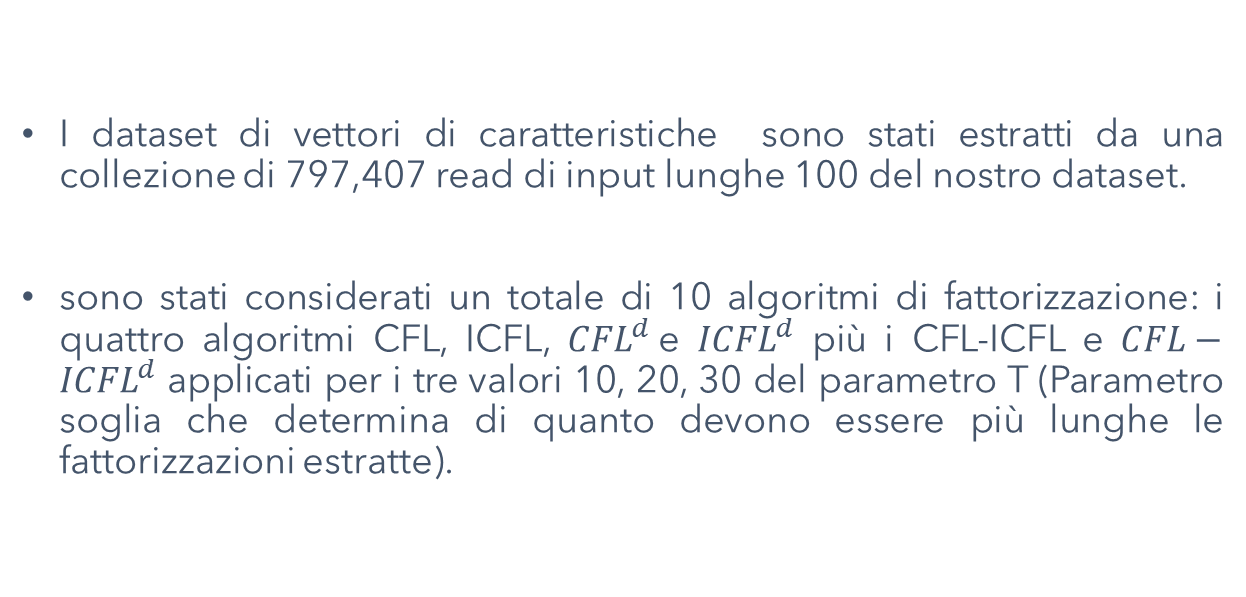 • I dataset di vettori di caratteristiche sono stati estratti da una
collezione di 797,407 read di input lunghe 100 del nostro dataset.
• sono stati considerati un totale di 10 algoritmi di fattorizzazione: i
quattro algoritmi CFL, ICFL, CFLᵈ e ICFLᵈ più i CFL-ICFL e CFL −
ICFLᵈ applicati per i tre valori 10, 20, 30 del parametro T (Parametro
soglia che determina di quanto devono essere più lunghe le
fattorizzazioni estratte).